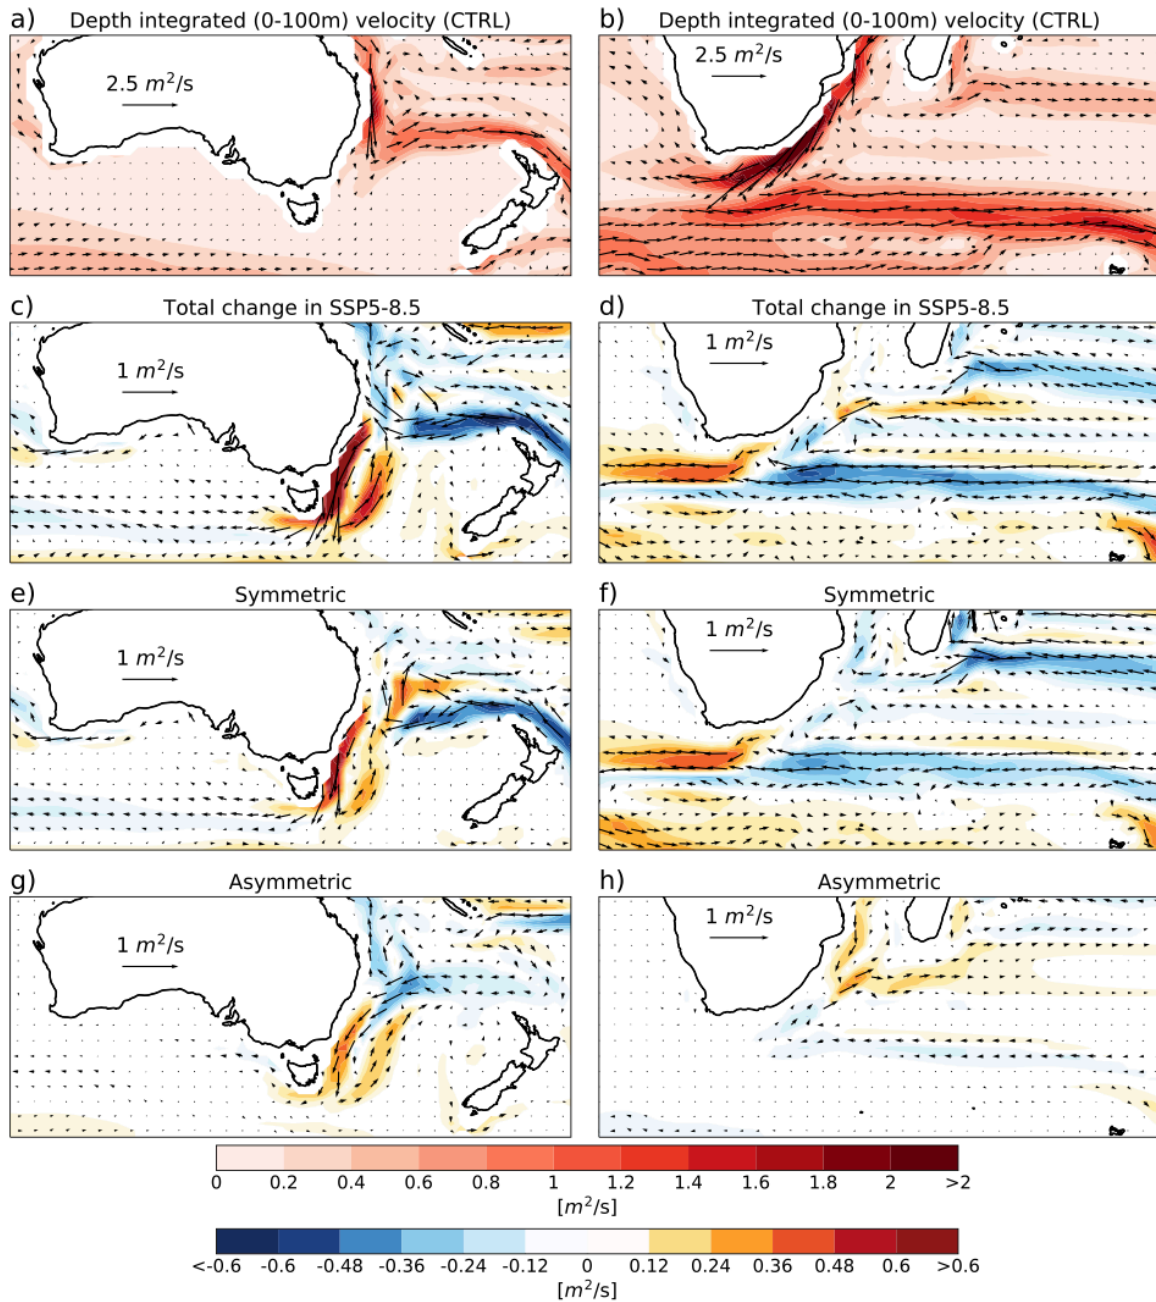 a) Depth integrated (0-100m) velocity (CTRL)
b) Depth integrated (0-100m) velocity (CTRL)
2.5 m²/s
2.5 m²/s
c) Total change in SSP5-8.5
d) Total change in SSP5-8.5
1 m²/s
1 m²/s
e) Symmetric
f) Symmetric
1 m²/s
1 m²/s
g) Asymmetric
h) Asymmetric
1 m²/s
1 m²/s
0 0.2 0.4 0.6 0.8 1 1.2 1.4 1.6 1.8 2 >2
[m²/s]
<-0.6 -0.6 -0.48 -0.36 -0.24 -0.12 0 0.12 0.24 0.36 0.48 0.6 >0.6
[m²/s]